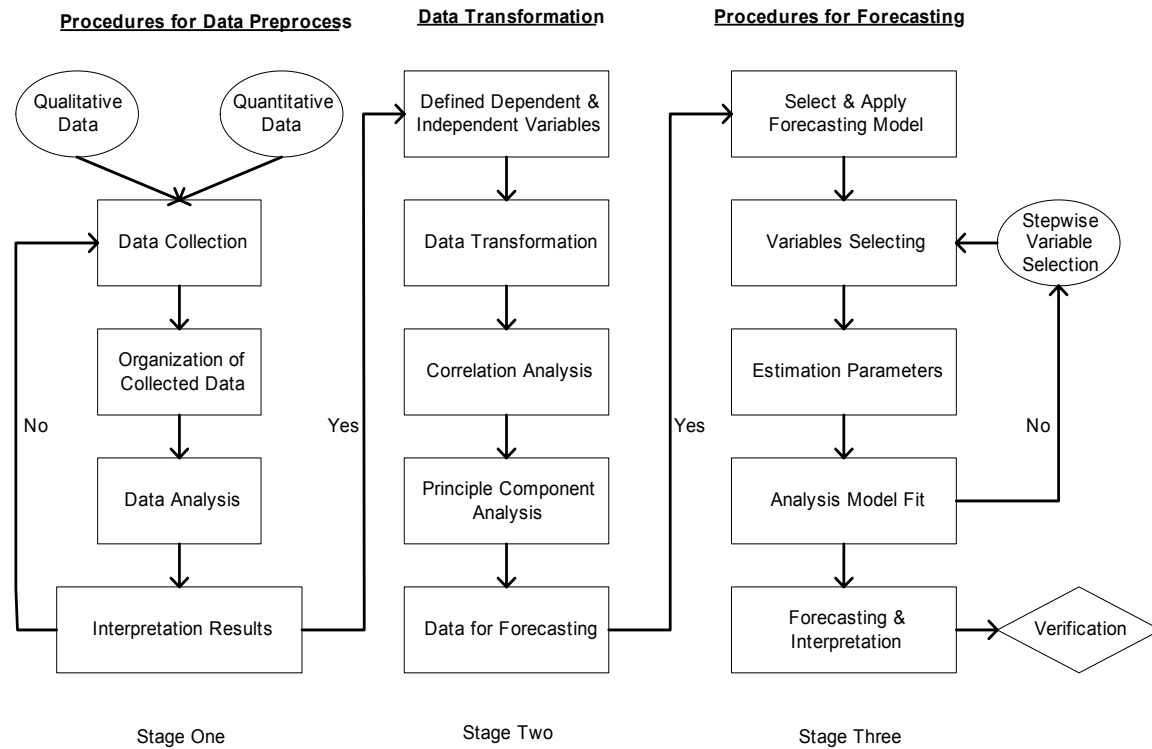 Procedures for Data Preprocess
Data Transformation
Procedures for Forecasting
Qualitative
Data
Quantitative
Data
Data Collection
Organization of
Collected Data
Data Analysis
Interpretation Results
No
Yes
Stage One
Defined Dependent &
Independent Variables
Data Transformation
Correlation Analysis
Principle Component
Analysis
Data for Forecasting
Yes
Stage Two
Select & Apply
Forecasting Model
Variables Selecting
Stepwise
Variable
Selection
Estimation Parameters
No
Analysis Model Fit
Forecasting &
Interpretation
Verification
Stage Three